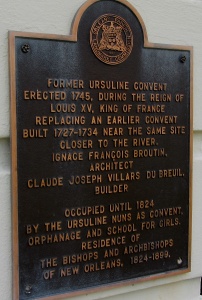 FORMER URSULINE CONVENT
ERECTED 1745, DURING THE REIGN OF
LOUIS XV, KING OF FRANCE
REPLACING AN EARLIER CONVENT
BUILT 1727-1734 NEAR THE SAME SITE
CLOSER TO THE RIVER.
IGNACE FRANÇOIS BROUTIN,
ARCHITECT
CLAUDE JOSEPH VILLARS DUBREUIL,
BUILDER
OCCUPIED UNTIL 1824
BY THE URSULINE NUNS AS CONVENT,
ORPHANAGE AND SCHOOL FOR GIRLS.
RESIDENCE OF
THE BISHOPS AND ARCHBISHOPS
OF NEW ORLEANS, 1824-1899.